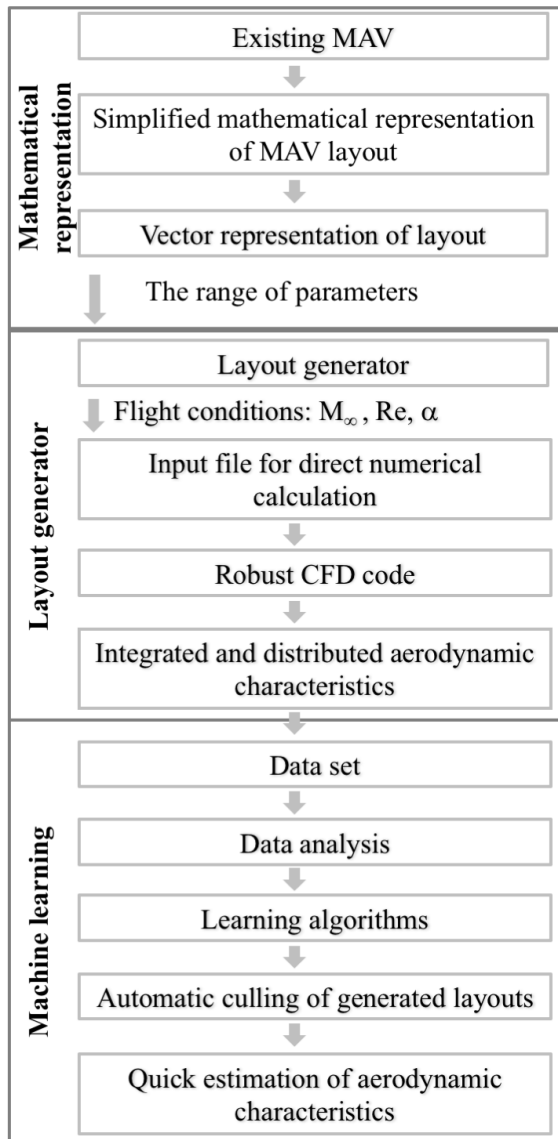 Mathematical
representation
Existing MAV
Simplified mathematical representation
of MAV layout
Vector representation of layout
The range of parameters
Layout generator
Layout generator
Flight conditions: M∞ , Re, α
Input file for direct numerical
calculation
Robust CFD code
Integrated and distributed aerodynamic
characteristics
Machine learning
Data set
Data analysis
Learning algorithms
Automatic culling of generated layouts
Quick estimation of aerodynamic
characteristics